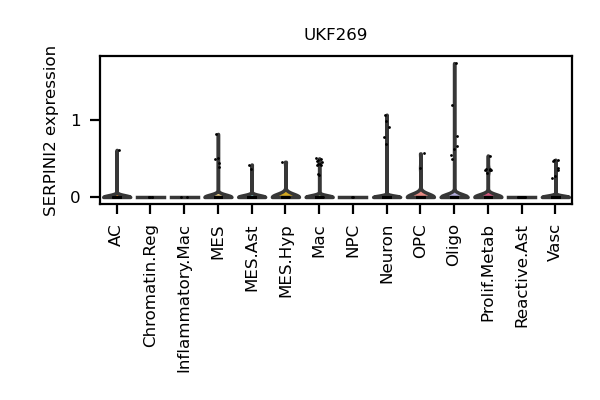 UKF269
SERPINI2 expression
1
0
AC
Chromatin.Reg
Inflammatory.Mac
MES
MES.Ast
MES.Hyp
Mac
NPC
Neuron
OPC
Oligo
Prolif.Metab
Reactive.Ast
Vasc